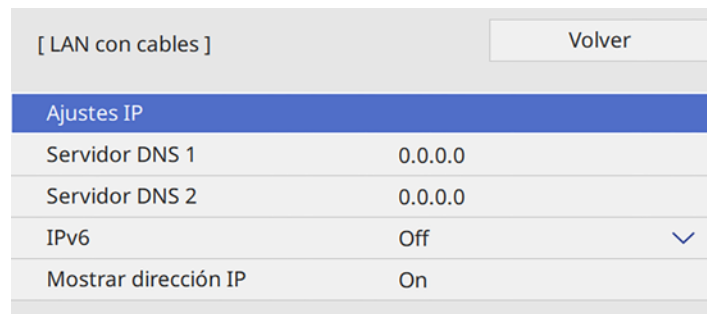 [ LAN con cables ] Volver
Ajustes IP
Servidor DNS 1 0.0.0.0
Servidor DNS 2 0.0.0.0
IPv6 Off
Mostrar dirección IP On